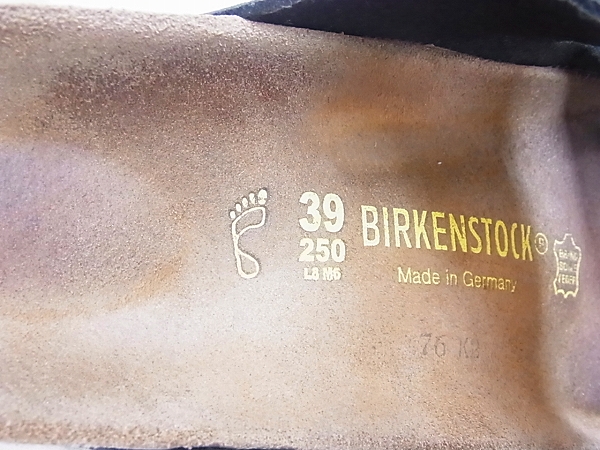 39
250
L8 M6
BIRKENSTOCK®
Made in Germany